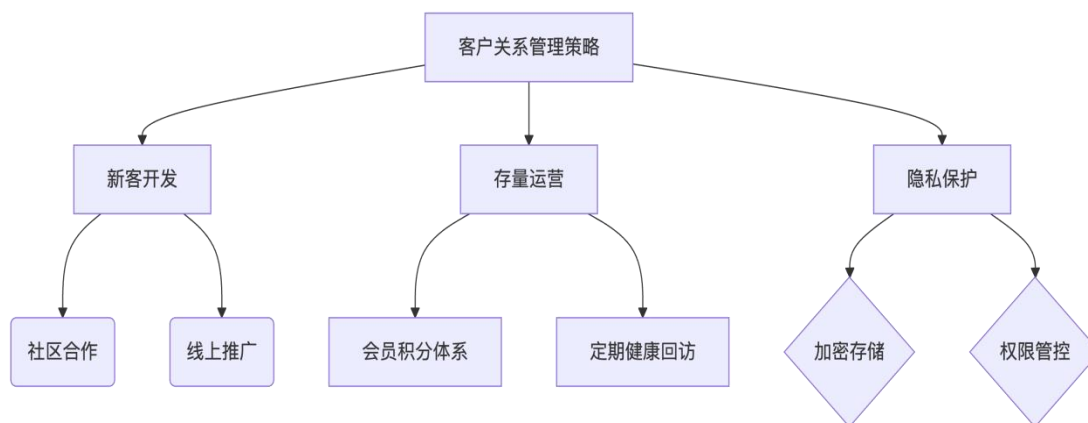 客户关系管理策略
新客开发
存量运营
隐私保护
社区合作
线上推广
会员积分体系
定期健康回访
加密存储
权限管控